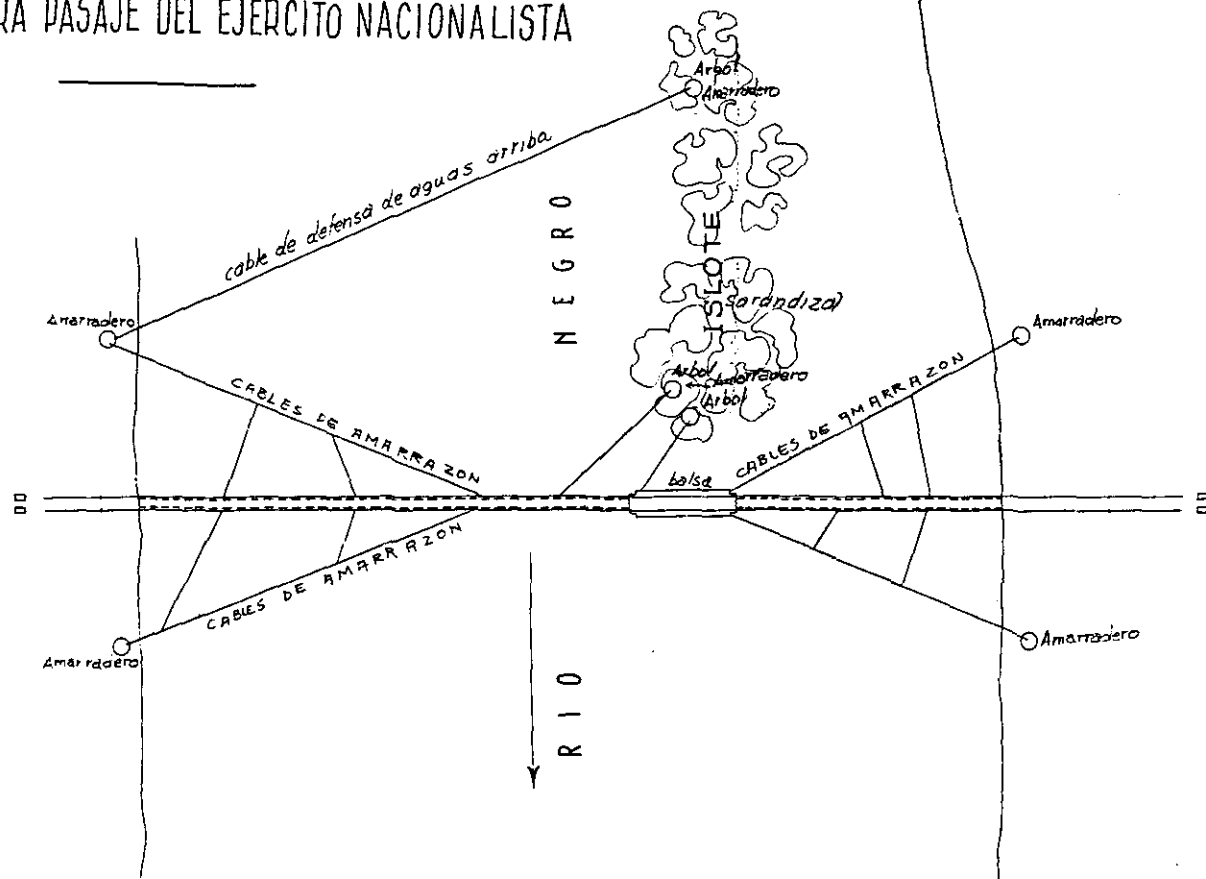 RA PASAJE DEL EJERCITO NACIONALISTA
Arbol
Amarradero
cable de defensa de aguas arriba
NEGRO
ISLOTE
sarandizal
Amarradero
Amarradero
Arbol
Amarradero
Arbol
CABLES DE AMARRAZON
CABLES DE AMARRAZON
balsa
CABLES DE AMARRAZON
Amarradero
Amarradero
RIO